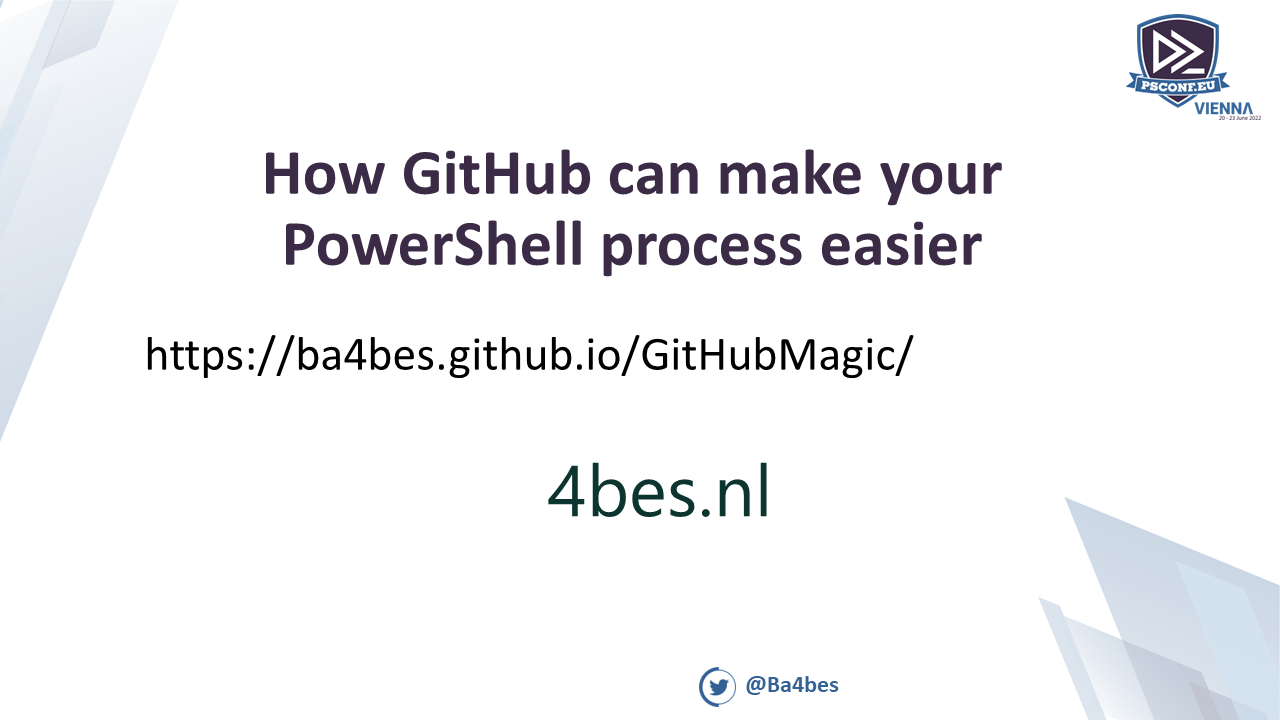 PSCONF.EU
VIENNA
20 - 23 June 2022
How GitHub can make your
PowerShell process easier
https://ba4bes.github.io/GitHubMagic/
4bes.nl
@Ba4bes